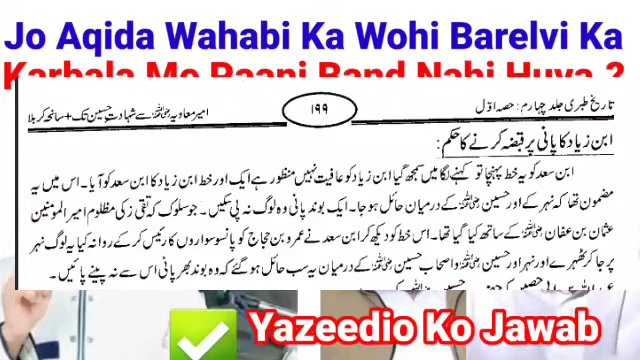 Jo Aqida Wahabi Ka Wohi Barelvi Ka
Karbala Me Paani Band Nahi Huva ?
تاریخ طبری جلد چہارم : حصہ اوّل
۱۹۹
امیر معاویہ رضی اللہ عنہ سے شہادتِ حسین تک + سانحہ کربلا
ابن زیاد کا پانی پر قبضہ کرنے کا حکم :
ابن سعد کو یہ خط پہنچا تو کہنے لگا میں سمجھ گیا ابن زیاد کو عافیت نہیں منظور ہے ایک اور خط ابن زیاد کا ابن سعد کو آیا۔ اس میں یہ
مضمون تھا کہ نہر کے اور حسین رضی اللہ عنہ کے درمیان حائل ہو جا۔ ایک بوند پانی وہ لوگ نہ پی سکیں۔ جو سلوک کہ تقی زکی مظلوم امیر المومنین
عثمان بن عفان رضی اللہ عنہ کے ساتھ کیا گیا تھا۔ اس خط کو دیکھ کر ابن سعد نے عمرو بن حجاج کو پانسو سواروں کا رئیس کر کے روانہ کیا یہ لوگ نہر
پر جا کر ٹھہرے اور نہر اور حسین رضی اللہ عنہ و اصحاب حسین رضی اللہ عنہ کے درمیان یہ سب حائل ہو گئے کہ وہ بوند بھر پانی اس سے نہ پینے پائیں۔
Yazeedio Ko Jawab